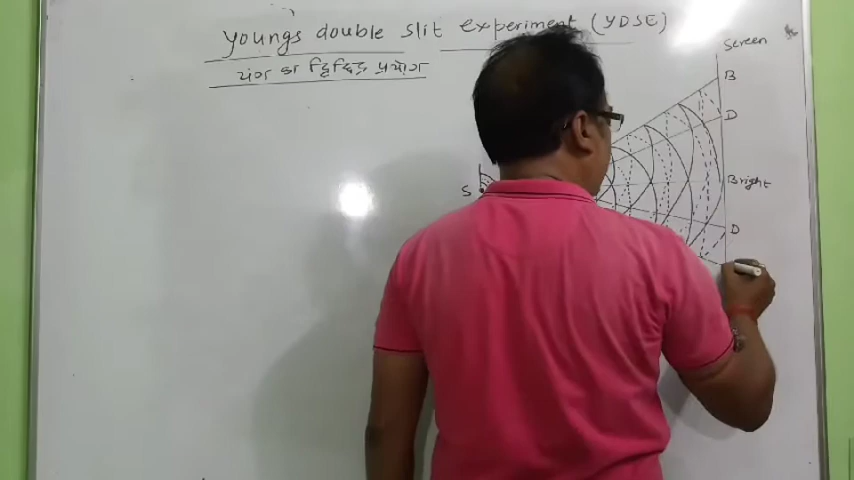 Youngs double slit experiment (YDSE)
यंग का द्विछिद्र प्रयोग
Screen
B
D
S
Bright
D